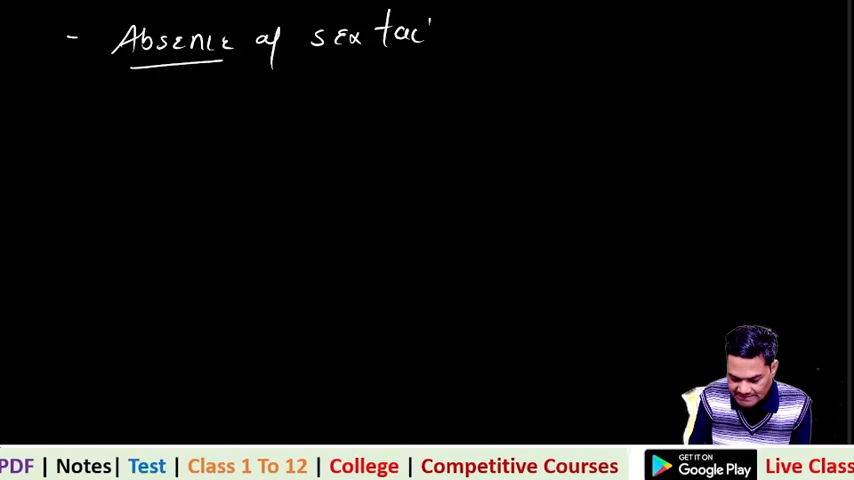 - Absence of sex tac
PDF | Notes| Test | Class 1 To 12 | College | Competitive Courses
GET IT ON
Google Play
Live Class